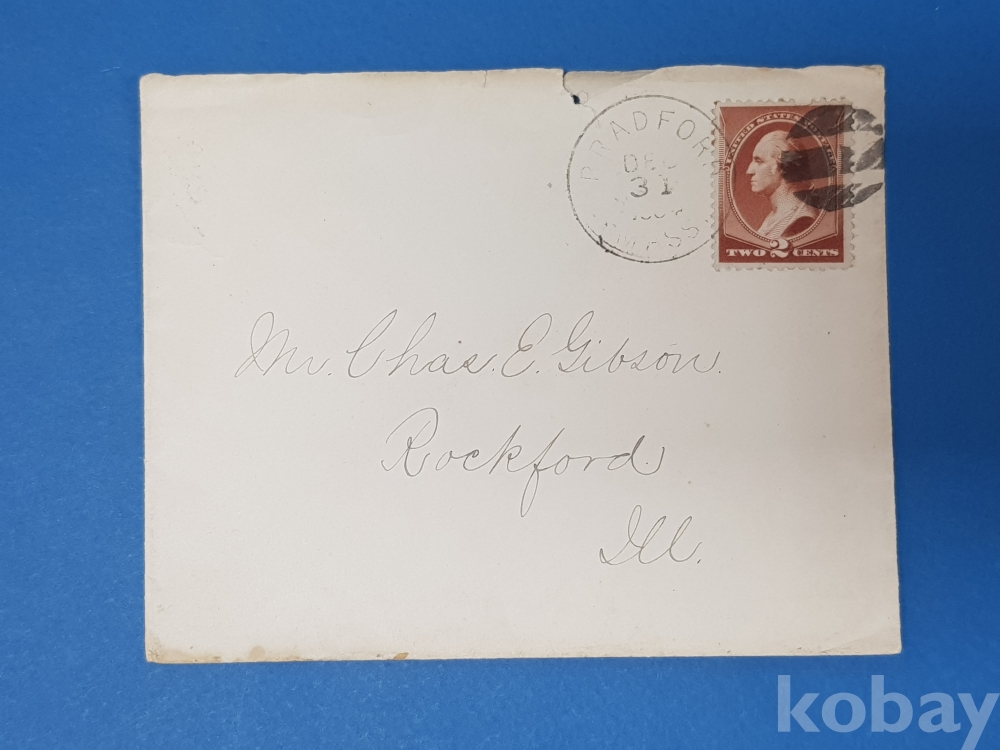 BRADFORD
DEC
31
MASS.
UNITED STATES POSTAGE
TWO 2 CENTS
Mr. Chas. E. Gibson.
Rockford
Ill.
kobay